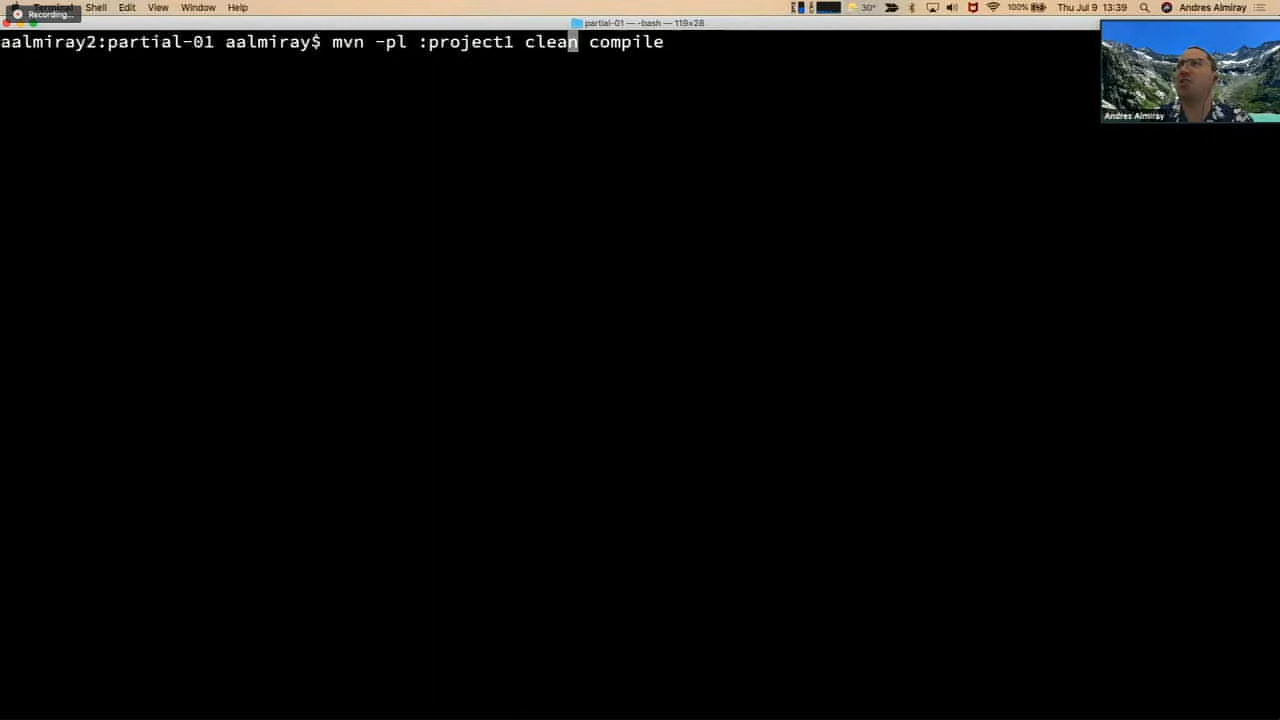 Terminal Shell Edit View Window Help 30° 100% Thu Jul 9 13:39 Andres Almiray
Recording...
partial-01 — -bash — 119×28
aalmiray2:partial-01 aalmiray$ mvn -pl :project1 clean compile
Andres Almiray